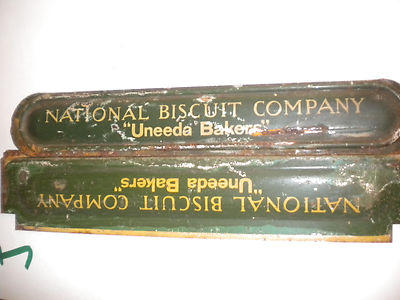 NATIONAL BISCUIT COMPANY
"Uneeda Bakers"
NATIONAL BISCUIT COMPANY
"Uneeda Bakers"